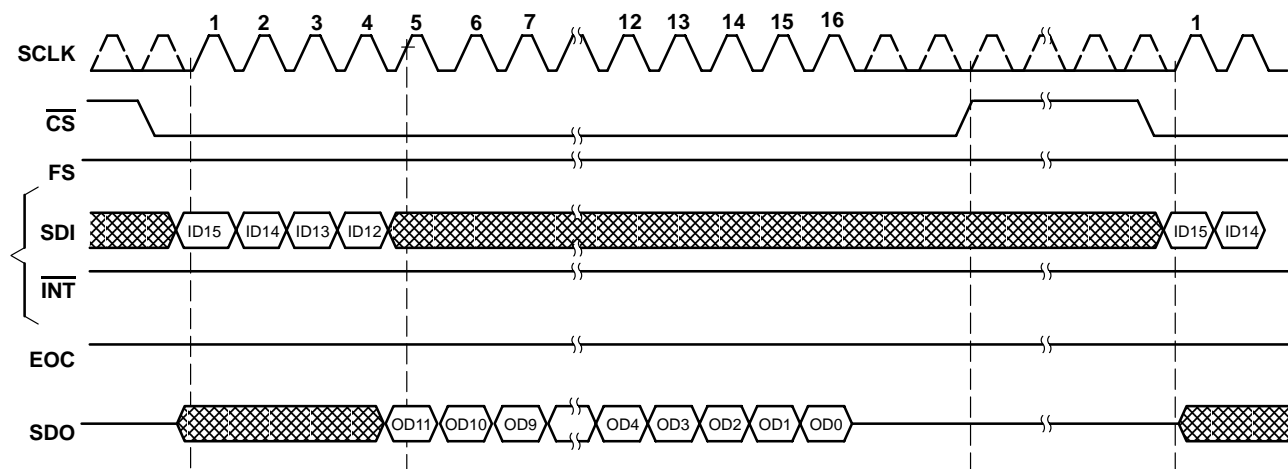 1 2 3 4 5 6 7 12 13 14 15 16 1
SCLK
CS
FS
SDI ID15 ID14 ID13 ID12 ID15 ID14
INT
EOC
SDO OD11 OD10 OD9 OD4 OD3 OD2 OD1 OD0